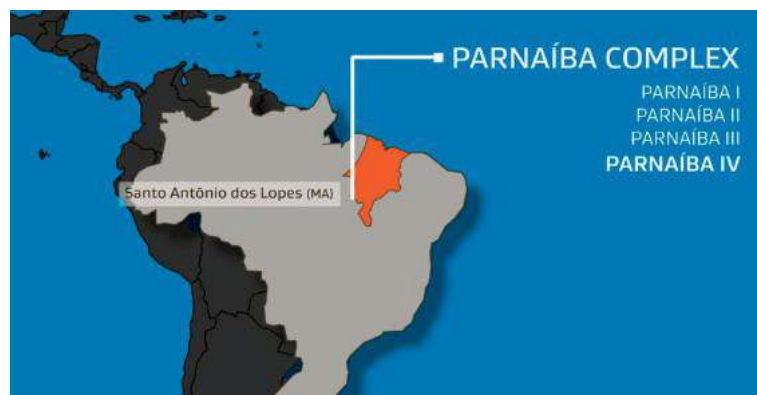 PARNAÍBA COMPLEX
PARNAÍBA I
PARNAÍBA II
PARNAÍBA III
PARNAÍBA IV
Santo Antônio dos Lopes (MA)